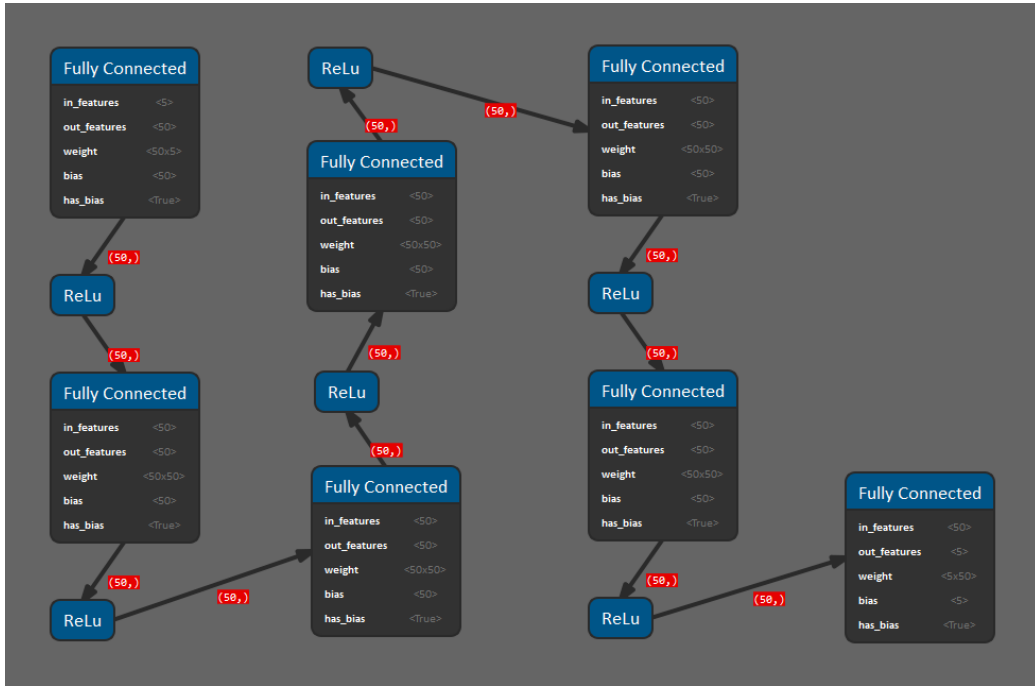 Fully Connected
in_features <5>
out_features <50>
weight <50x5>
bias <50>
has_bias <True>
(50,)
ReLu
(50,)
Fully Connected
in_features <50>
out_features <50>
weight <50x50>
bias <50>
has_bias <True>
(50,)
ReLu
(50,)
Fully Connected
in_features <50>
out_features <50>
weight <50x50>
bias <50>
has_bias <True>
(50,)
ReLu
(50,)
Fully Connected
in_features <50>
out_features <50>
weight <50x50>
bias <50>
has_bias <True>
(50,)
ReLu
(50,)
Fully Connected
in_features <50>
out_features <50>
weight <50x50>
bias <50>
has_bias <True>
(50,)
ReLu
(50,)
Fully Connected
in_features <50>
out_features <50>
weight <50x50>
bias <50>
has_bias <True>
(50,)
ReLu
(50,)
Fully Connected
in_features <50>
out_features <5>
weight <5x50>
bias <5>
has_bias <True>